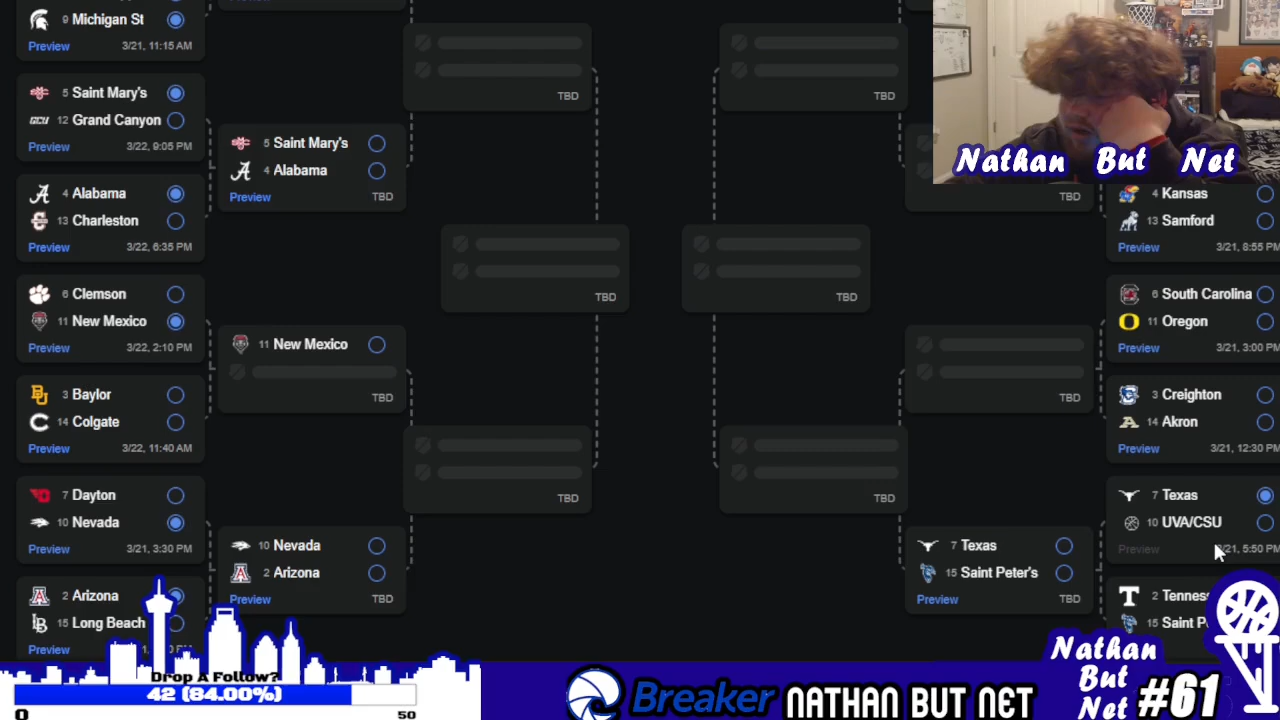 9 Michigan St
Preview 3/21, 11:15 AM
5 Saint Mary's
12 Grand Canyon
Preview 3/22, 9:05 PM
4 Alabama
13 Charleston
Preview 3/22, 6:35 PM
6 Clemson
11 New Mexico
Preview 3/22, 2:10 PM
3 Baylor
14 Colgate
Preview 3/22, 11:40 AM
7 Dayton
10 Nevada
Preview 3/21, 3:30 PM
2 Arizona
15 Long Beach
Preview
5 Saint Mary's
4 Alabama
Preview TBD
11 New Mexico
TBD
10 Nevada
2 Arizona
Preview TBD
TBD
TBD
TBD
TBD
TBD
TBD
TBD
TBD
7 Texas
15 Saint Peter's
Preview TBD
Nathan But Net
4 Kansas
13 Samford
Preview 3/21, 8:55 PM
6 South Carolina
11 Oregon
Preview 3/21, 3:00 PM
3 Creighton
14 Akron
Preview 3/21, 12:30 PM
7 Texas
10 UVA/CSU
Preview 3/21, 5:50 PM
2
15 Saint
Drop A Follow?
42 (84.00%)
0 50
Breaker NATHAN BUT NET
Nathan
But
Net #61